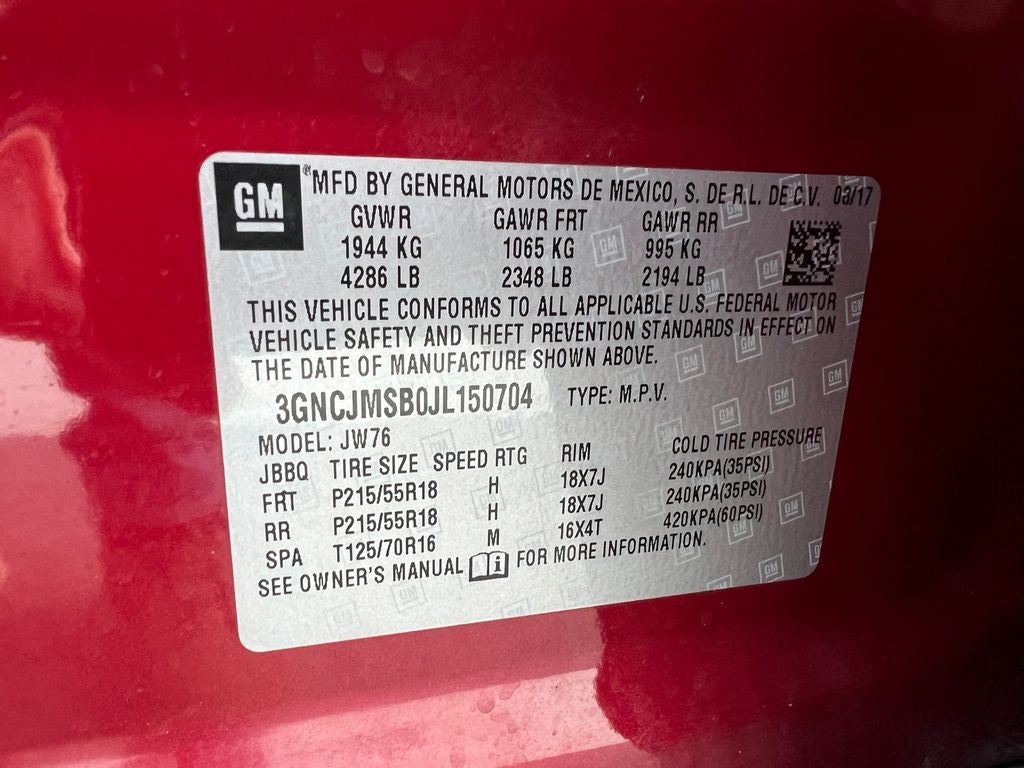 GM ® MFD BY GENERAL MOTORS DE MEXICO, S. DE R.L. DE C.V. 03/17
GVWR GAWR FRT GAWR RR
1944 KG 1065 KG 995 KG
4286 LB 2348 LB 2194 LB
THIS VEHICLE CONFORMS TO ALL APPLICABLE U.S. FEDERAL MOTOR
VEHICLE SAFETY AND THEFT PREVENTION STANDARDS IN EFFECT ON
THE DATE OF MANUFACTURE SHOWN ABOVE.
3GNCJMSB0JL150704 TYPE: M.P.V.
MODEL: JW76
JBBQ TIRE SIZE SPEED RTG RIM COLD TIRE PRESSURE
FRT P215/55R18 H 18X7J 240KPA(35PSI)
RR P215/55R18 H 18X7J 240KPA(35PSI)
SPA T125/70R16 M 16X4T 420KPA(60PSI)
SEE OWNER'S MANUAL i FOR MORE INFORMATION.